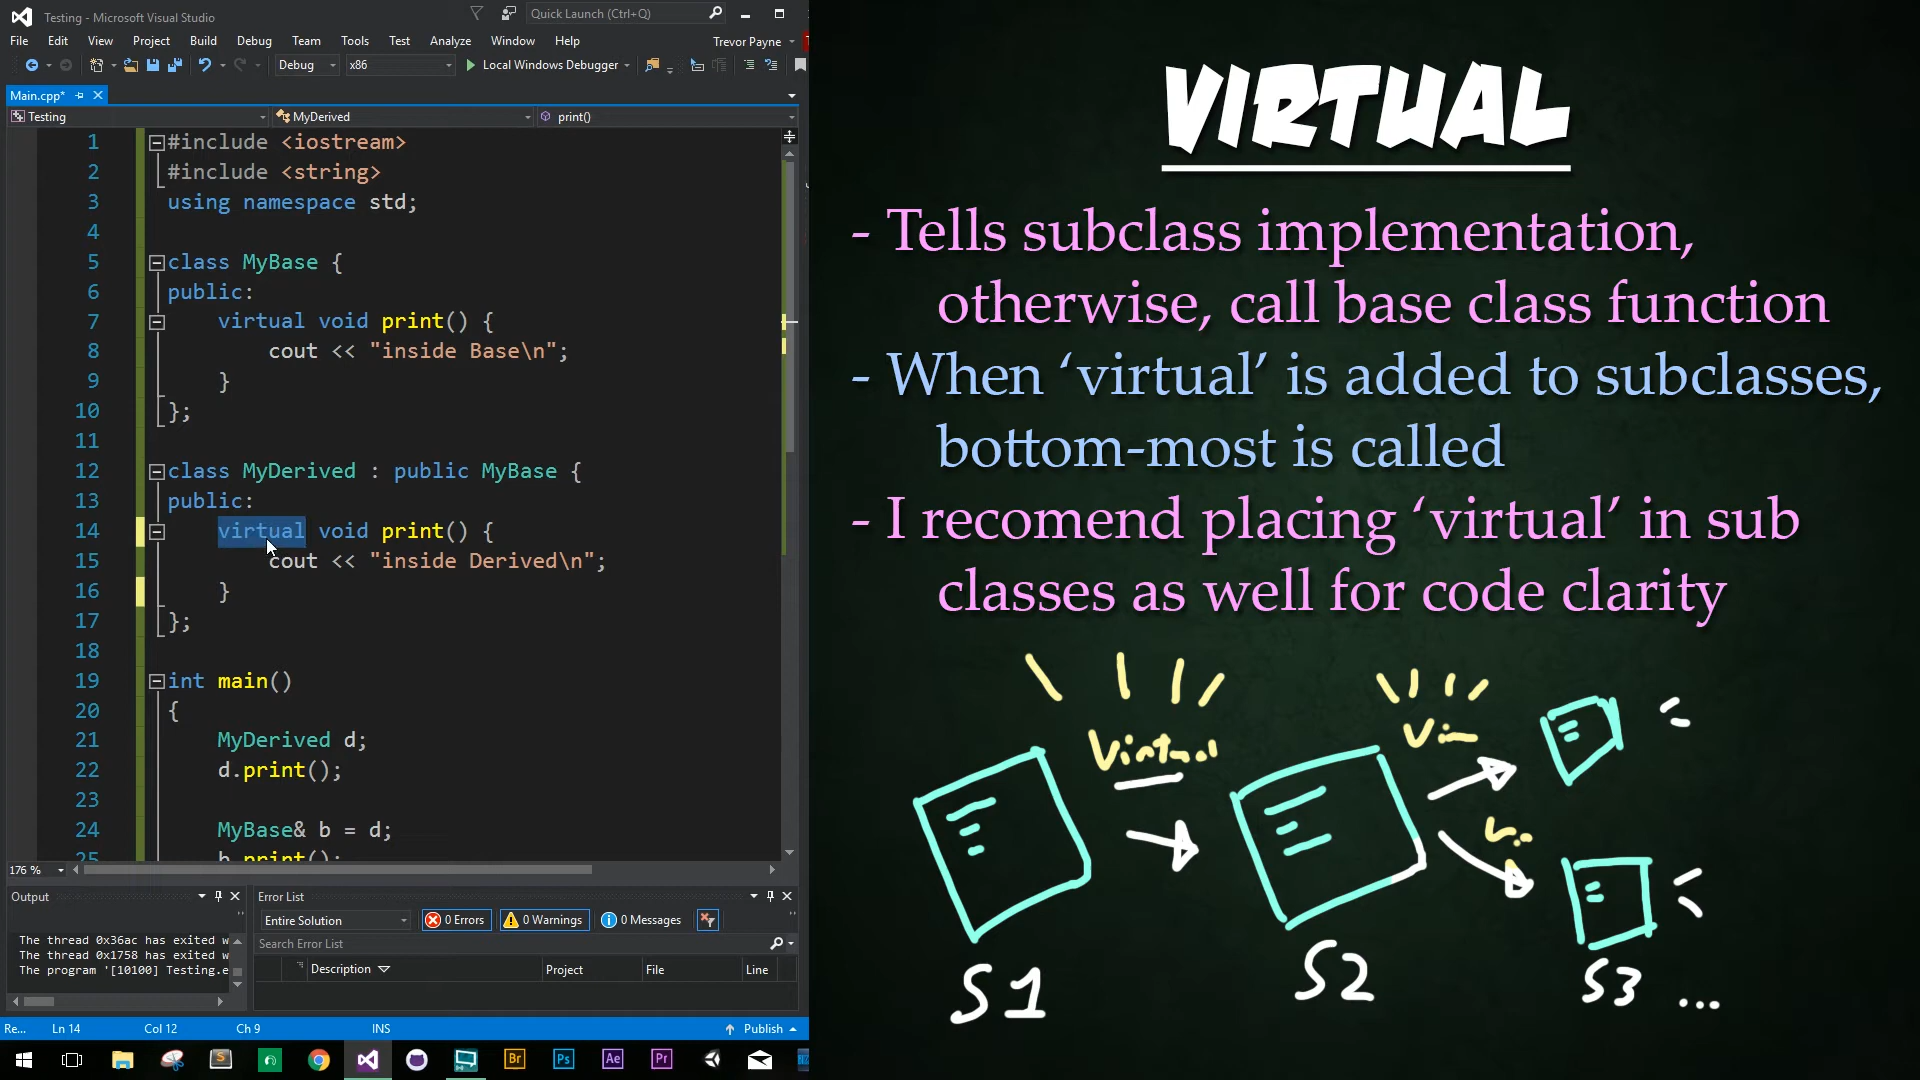 Testing - Microsoft Visual Studio
Quick Launch (Ctrl+Q)
File Edit View Project Build Debug Team Tools Test Analyze Window Help
Trevor Payne
Debug x86 Local Windows Debugger
Main.cpp*
Testing MyDerived print()
1 #include <iostream>
2 #include <string>
3 using namespace std;
4
5 class MyBase {
6 public:
7 virtual void print() {
8 cout << "inside Base\n";
9 }
10 };
11
12 class MyDerived : public MyBase {
13 public:
14 virtual void print() {
15 cout << "inside Derived\n";
16 }
17 };
18
19 int main()
20 {
21 MyDerived d;
22 d.print();
23
24 MyBase& b = d;
25 b.print();
176 %
Output
The thread 0x36ac has exited w
The thread 0x1758 has exited w
The program '[10100] Testing.e
Error List
Entire Solution 0 Errors 0 Warnings 0 Messages
Search Error List
Description Project File Line
Re... Ln 14 Col 12 Ch 9 INS Publish
S Br Ps Ae Pr
VIRTUAL
- Tells subclass implementation,
otherwise, call base class function
- When ‘virtual’ is added to subclasses,
bottom-most is called
- I recomend placing ‘virtual’ in sub
classes as well for code clarity
Virtual
S1 S2 S3 ...